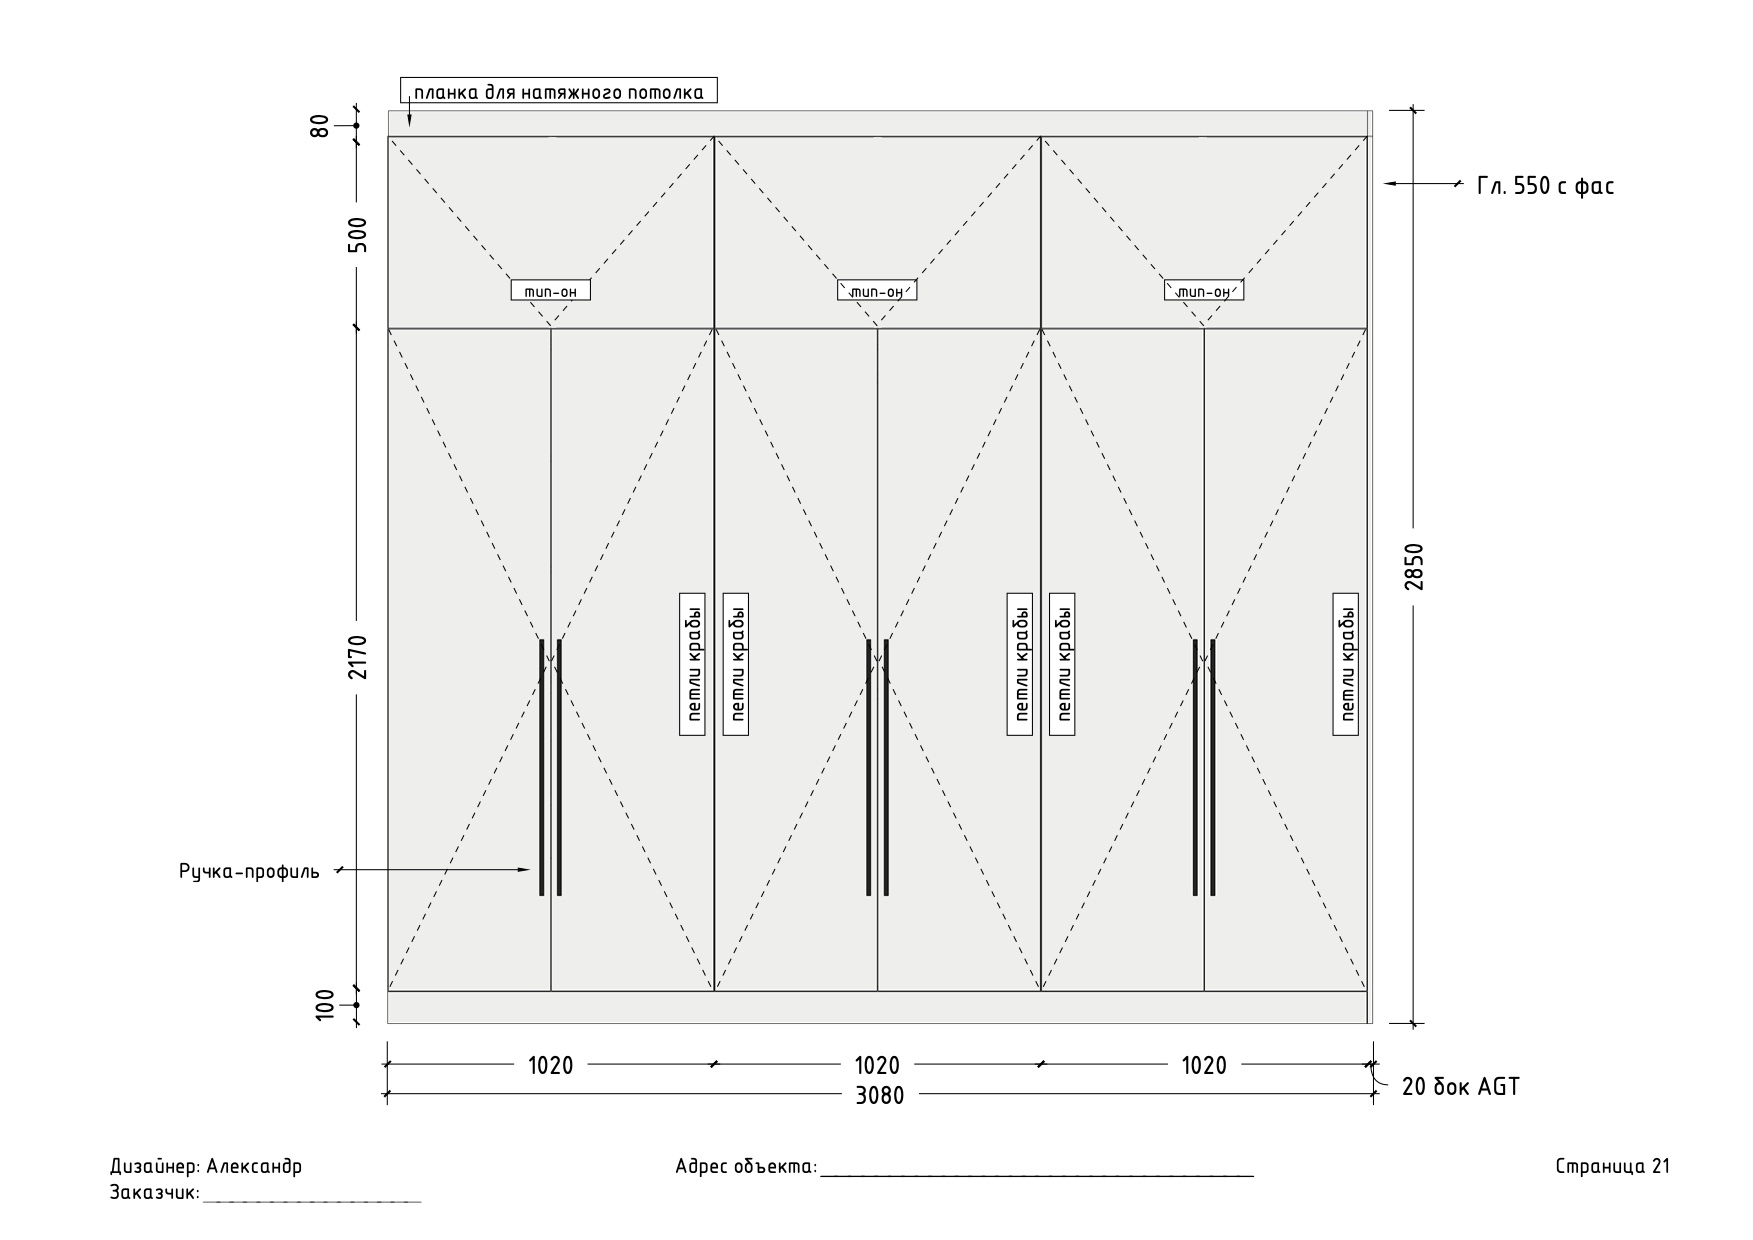 планка для натяжного потолка
80
Гл. 550 с фас
500
тип-он
тип-он
тип-он
2850
2170
петли крабы
петли крабы
петли крабы
петли крабы
петли крабы
Ручка-профиль
100
1020
1020
1020
3080
20 бок AGT
Дизайнер: Александр
Заказчик:
Адрес объекта:
Страница 21